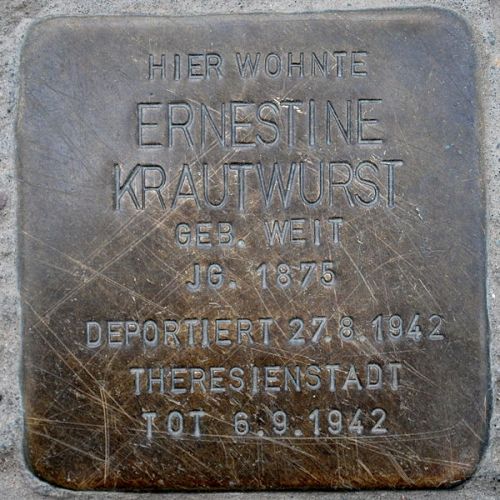 HIER WOHNTE
ERNESTINE
KRAUTWURST
GEB. WEIT
JG. 1875
DEPORTIERT 27.8.1942
THERESIENSTADT
TOT 6.9.1942